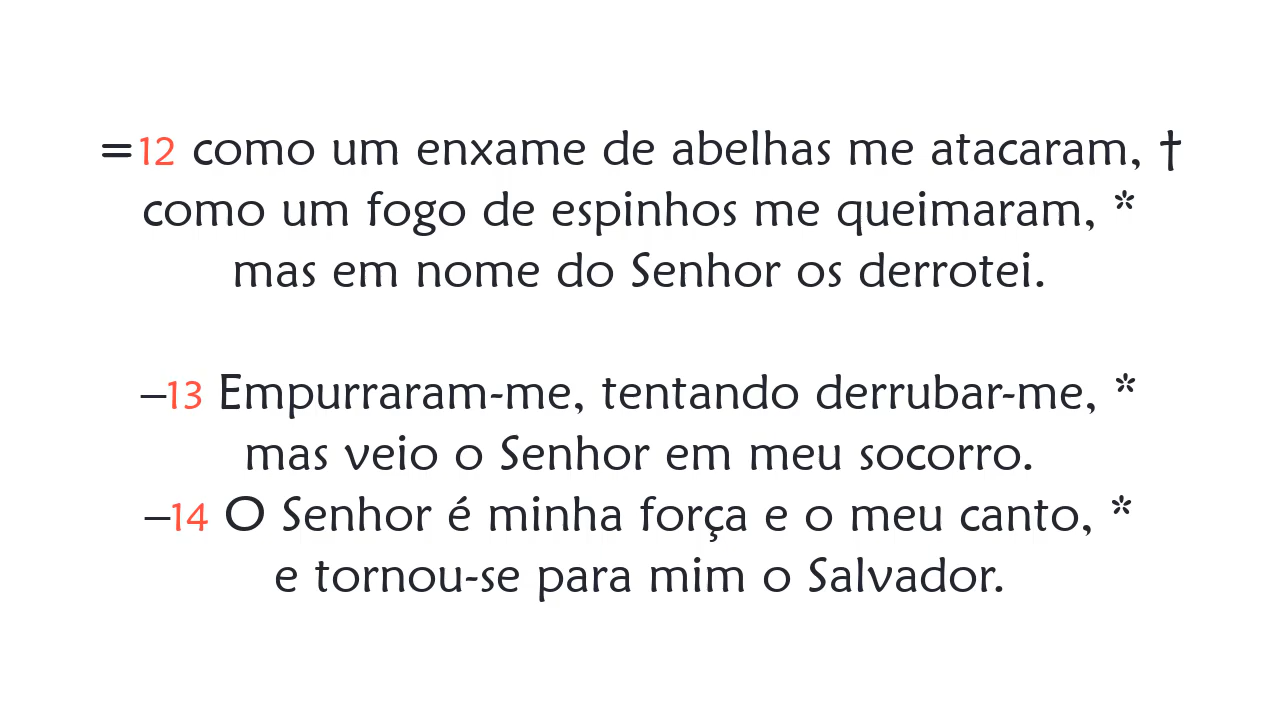 =12 como um enxame de abelhas me atacaram, †
como um fogo de espinhos me queimaram, *
mas em nome do Senhor os derrotei.
–13 Empurraram-me, tentando derrubar-me, *
mas veio o Senhor em meu socorro.
–14 O Senhor é minha força e o meu canto, *
e tornou-se para mim o Salvador.